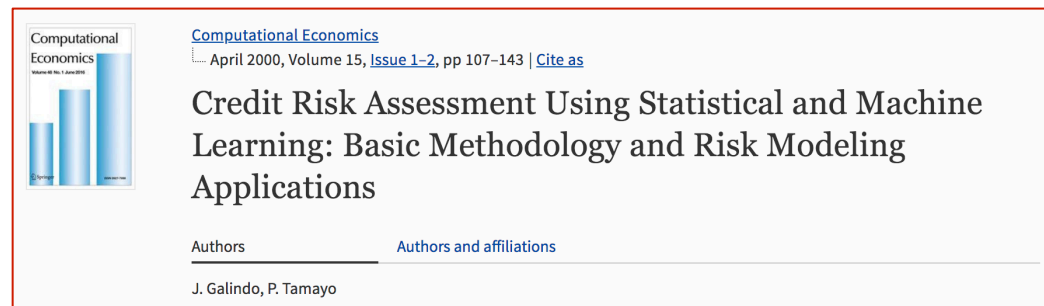 Computational
Economics
Volume 48 No. 1 June 2016
Springer
Computational Economics
April 2000, Volume 15, Issue 1–2, pp 107–143 | Cite as
Credit Risk Assessment Using Statistical and Machine
Learning: Basic Methodology and Risk Modeling
Applications
Authors
Authors and affiliations
J. Galindo, P. Tamayo